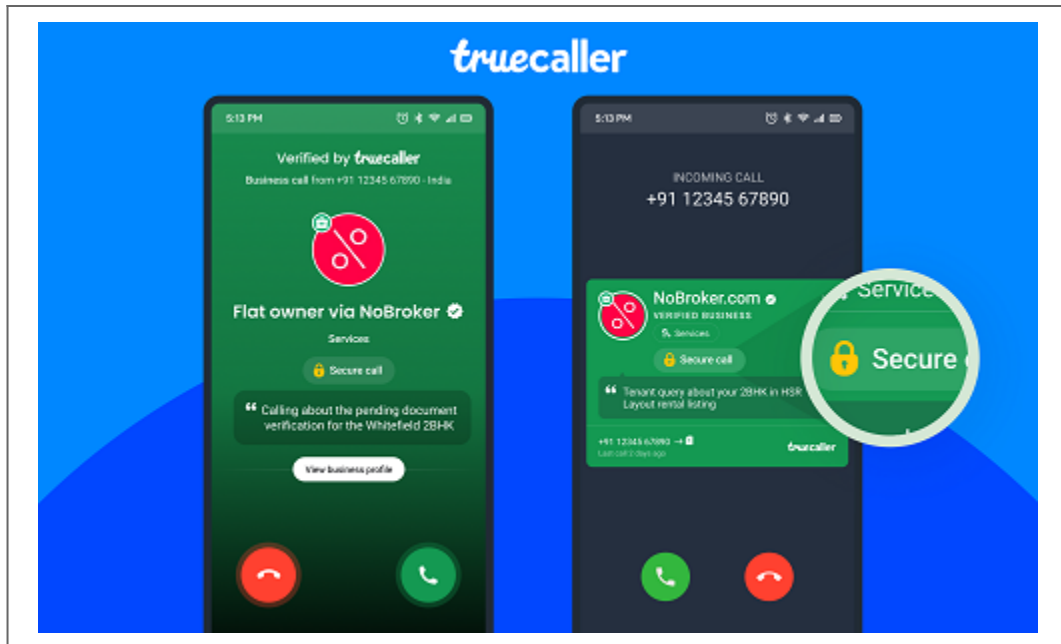 truecaller
5:13 PM
Verified by truecaller
Business call from +91 12345 67890 - India
Flat owner via NoBroker
Services
Secure call
“ Calling about the pending document
verification for the Whitefield 2BHK
View business profile
5:13 PM
INCOMING CALL
+91 12345 67890
NoBroker.com
VERIFIED BUSINESS
Services
Secure call
“ Tenant query about your 2BHK in HSR
Layout rental listing
+91 12345 67890 →
Last call 2 days ago
truecaller
Service
Secure